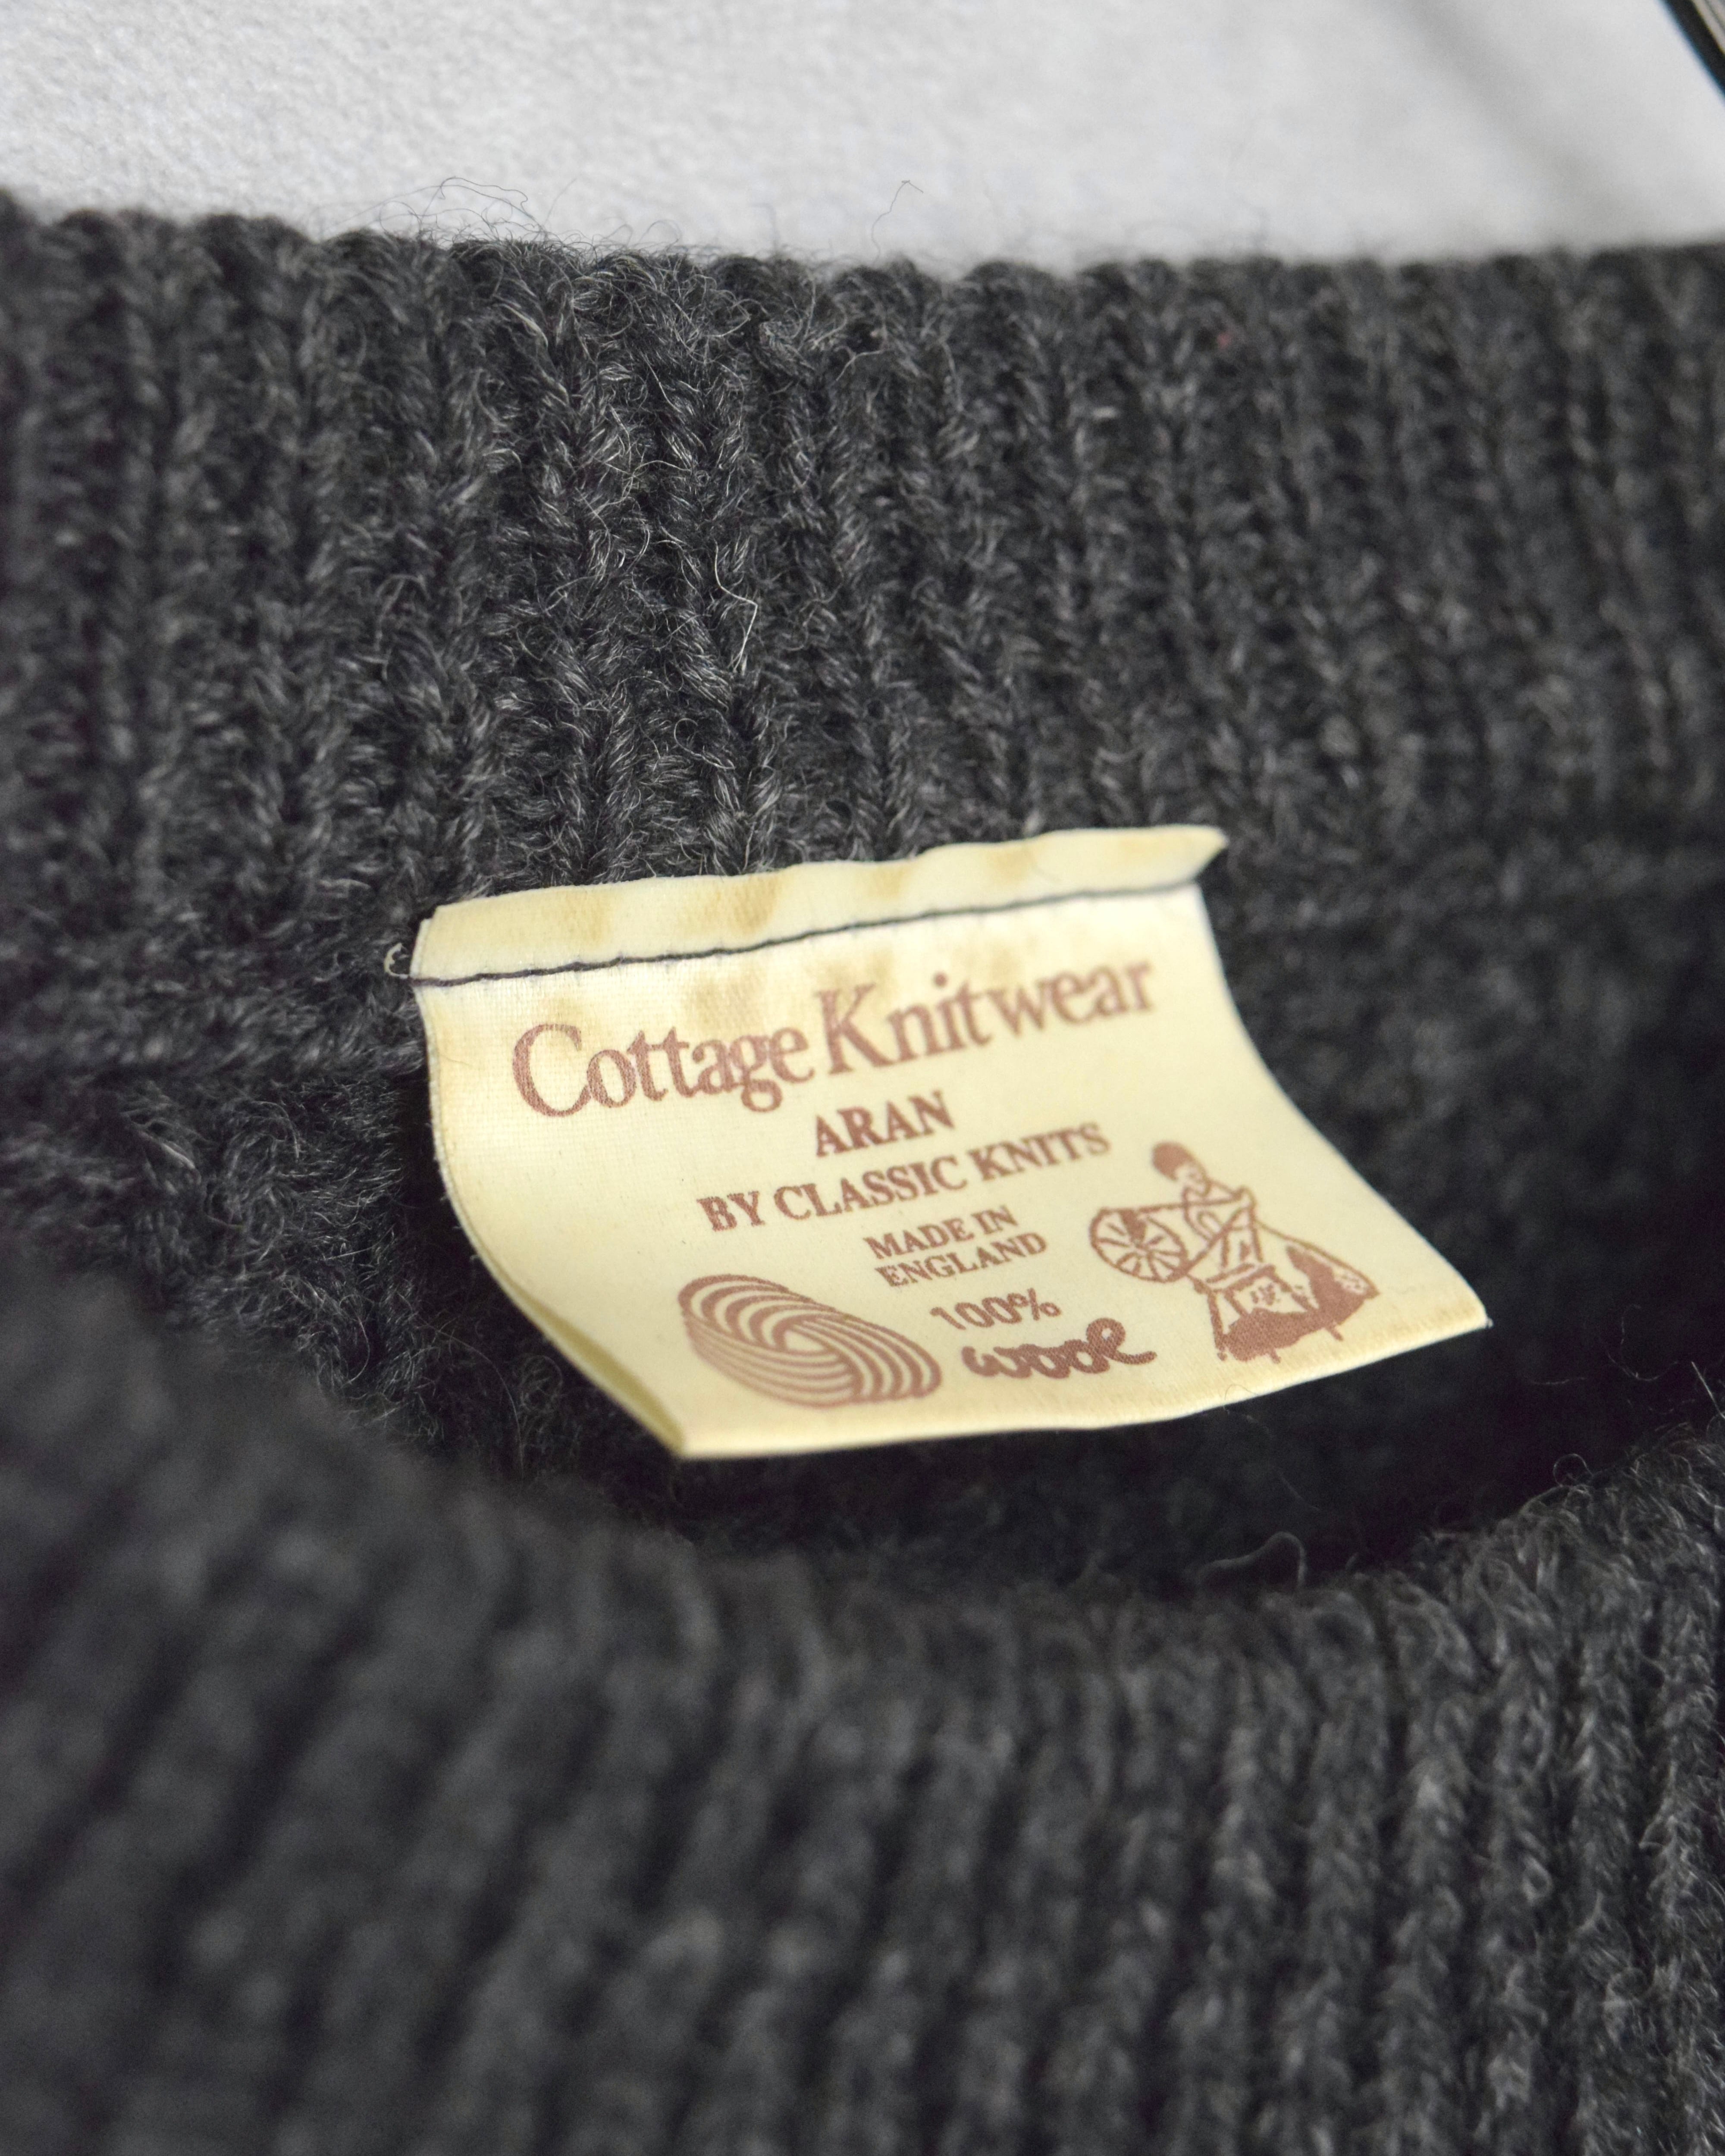 Cottage Knitwear
ARAN
BY CLASSIC KNITS
MADE IN
ENGLAND
100%
wool